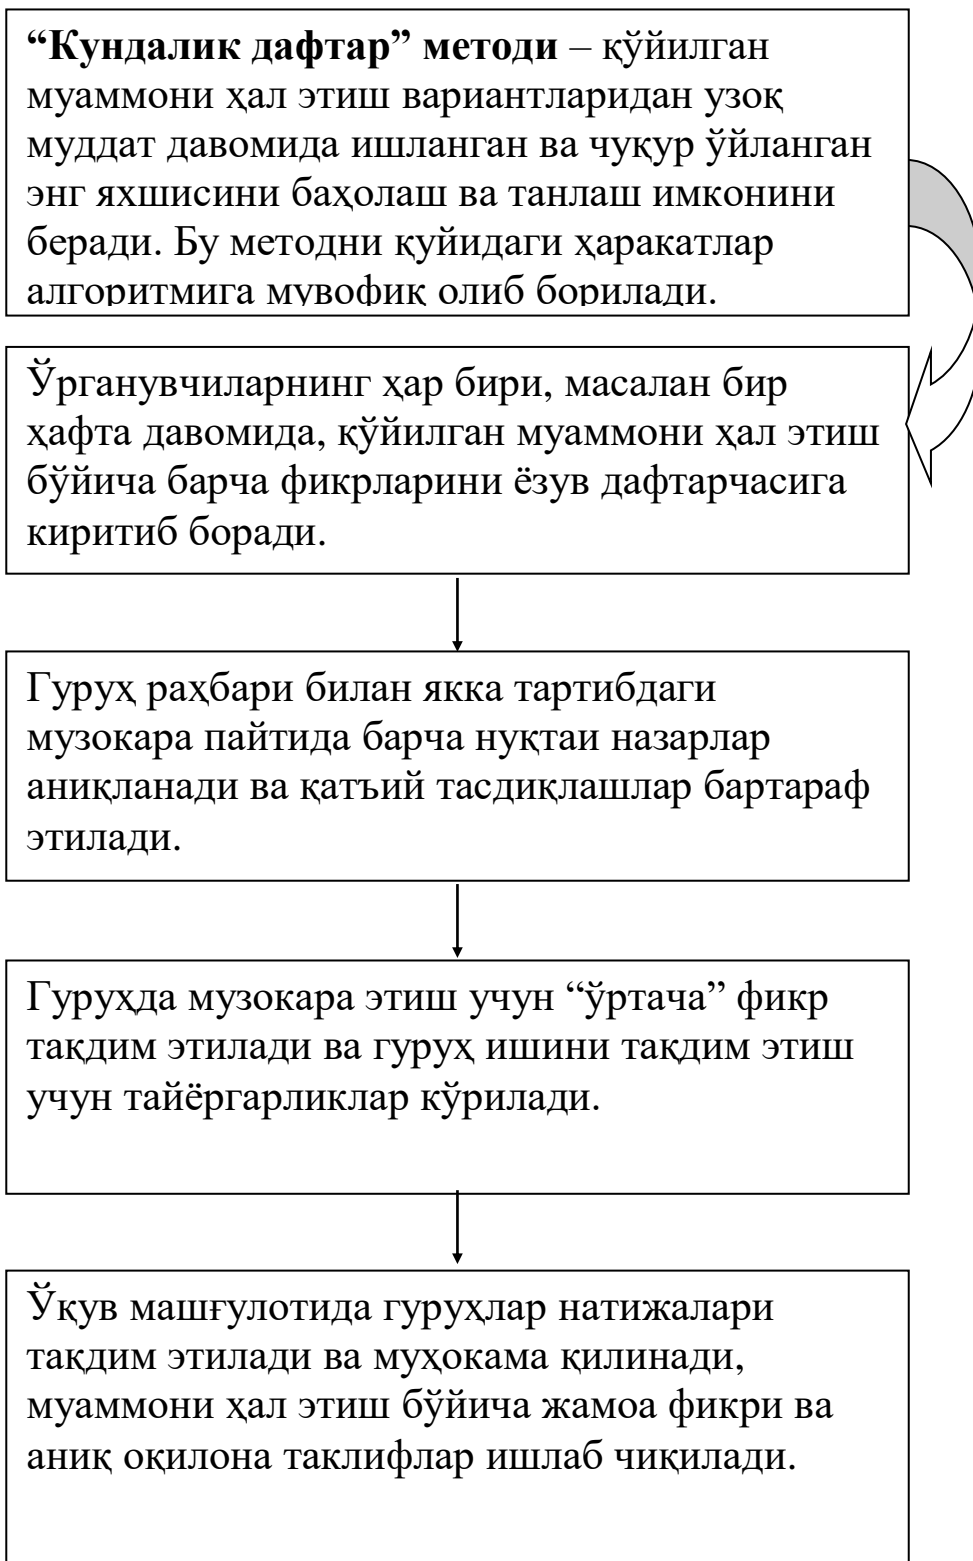 “Кундалик дафтар” методи – қўйилган
муаммони ҳал этиш вариантларидан узоқ
муддат давомида ишланган ва чуқур ўйланган
энг яхшисини баҳолаш ва танлаш имконини
беради. Бу методни қуйидаги ҳаракатлар
алгоритмига мувофиқ олиб борилади.
Ўрганувчиларнинг ҳар бири, масалан бир
ҳафта давомида, қўйилган муаммони ҳал этиш
бўйича барча фикрларини ёзув дафтарчасига
киритиб боради.
Гуруҳ раҳбари билан якка тартибдаги
музокара пайтида барча нуқтаи назарлар
аниқланади ва қатъий тасдиқлашлар бартараф
этилади.
Гуруҳда музокара этиш учун “ўртача” фикр
тақдим этилади ва гуруҳ ишини тақдим этиш
учун тайёргарликлар кўрилади.
Ўқув машғулотида гуруҳлар натижалари
тақдим этилади ва муҳокама қилинади,
муаммони ҳал этиш бўйича жамоа фикри ва
аниқ оқилона таклифлар ишлаб чиқилади.